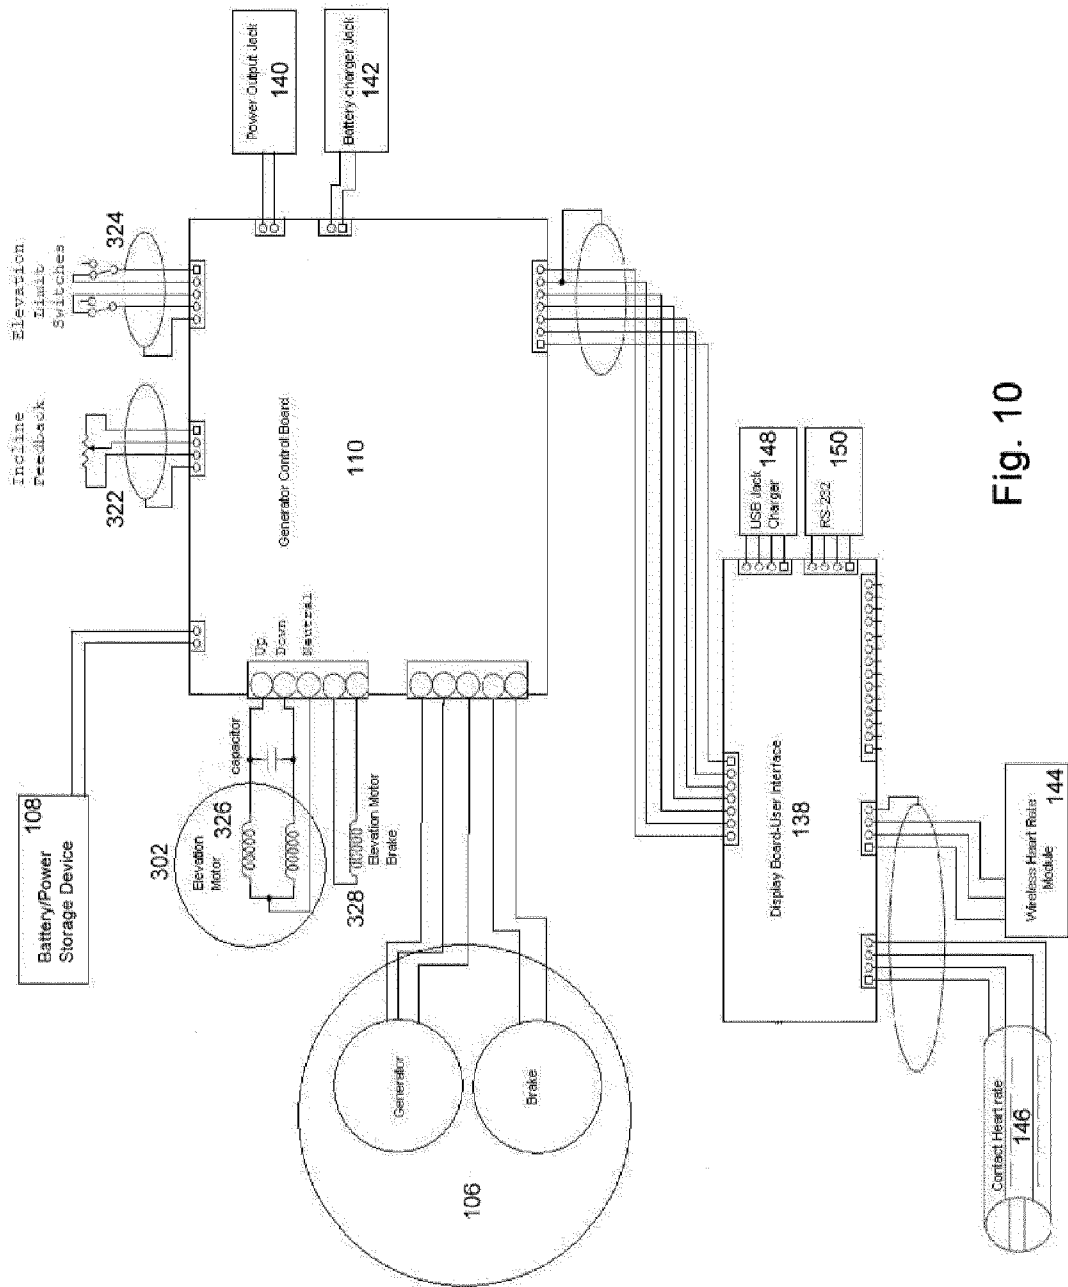 Battery/Power
Storage Device
108
Incline
Feedback
322
Elevation
Limit
Switches
324
302
Elevation
Motor
326
capacitor
Up
Down
Neutral
328
Elevation Motor
Brake
Generator Control Board
110
Power Output Jack
140
Battery charger Jack
142
Generator
Brake
106
Display Board-User Interface
138
USB Jack
Charger
148
RS-232
150
Contact Heart rate
146
Wireless Heart Rate
Module
144
Fig. 10